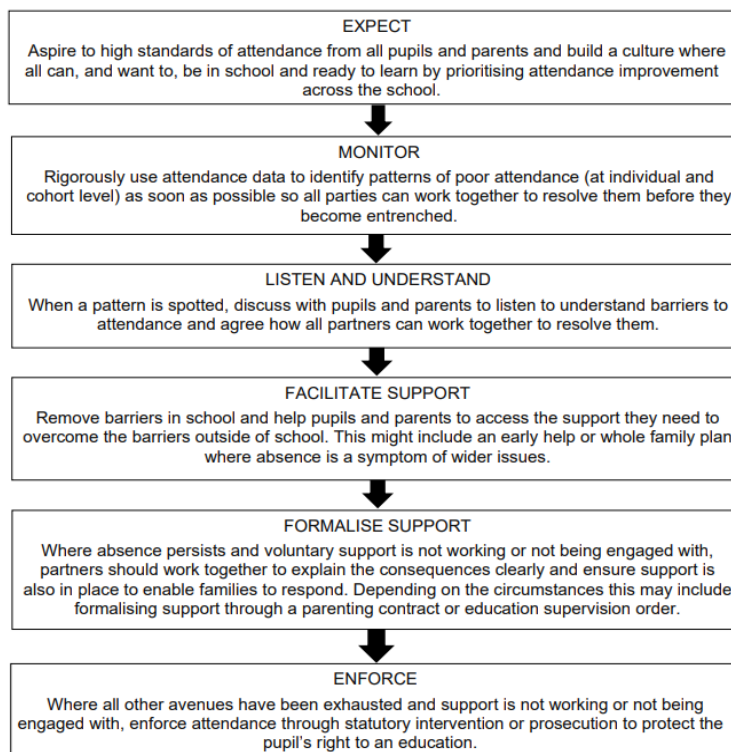 EXPECT
Aspire to high standards of attendance from all pupils and parents and build a culture where
all can, and want to, be in school and ready to learn by prioritising attendance improvement
across the school.
MONITOR
Rigorously use attendance data to identify patterns of poor attendance (at individual and
cohort level) as soon as possible so all parties can work together to resolve them before they
become entrenched.
LISTEN AND UNDERSTAND
When a pattern is spotted, discuss with pupils and parents to listen to understand barriers to
attendance and agree how all partners can work together to resolve them.
FACILITATE SUPPORT
Remove barriers in school and help pupils and parents to access the support they need to
overcome the barriers outside of school. This might include an early help or whole family plan
where absence is a symptom of wider issues.
FORMALISE SUPPORT
Where absence persists and voluntary support is not working or not being engaged with,
partners should work together to explain the consequences clearly and ensure support is
also in place to enable families to respond. Depending on the circumstances this may include
formalising support through a parenting contract or education supervision order.
ENFORCE
Where all other avenues have been exhausted and support is not working or not being
engaged with, enforce attendance through statutory intervention or prosecution to protect the
pupil's right to an education.